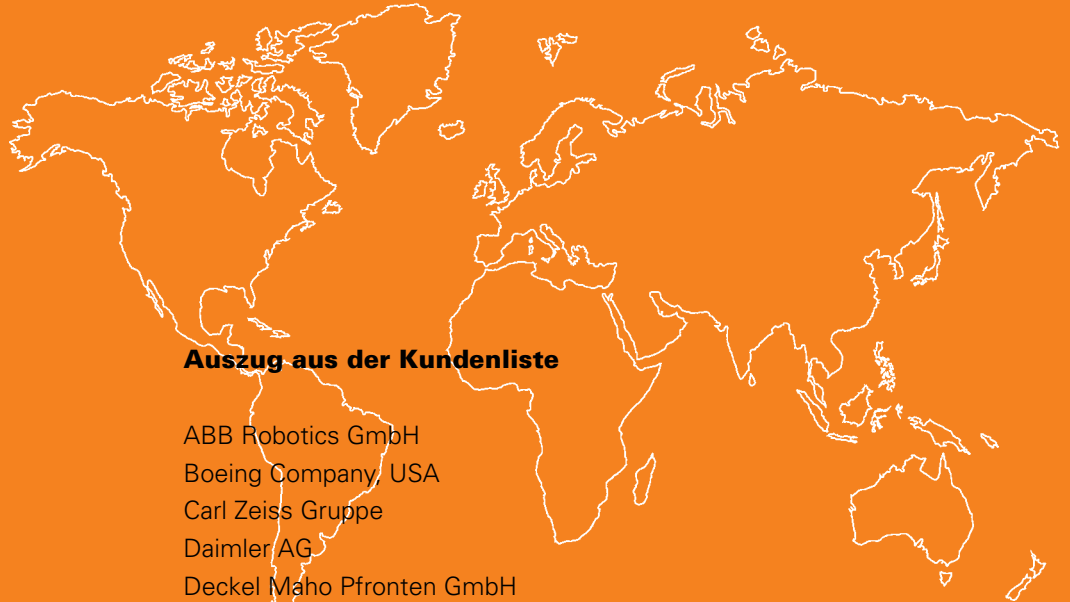 Auszug aus der Kundenliste
ABB Robotics GmbH
Boeing Company, USA
Carl Zeiss Gruppe
Daimler AG
Deckel Maho Pfronten GmbH